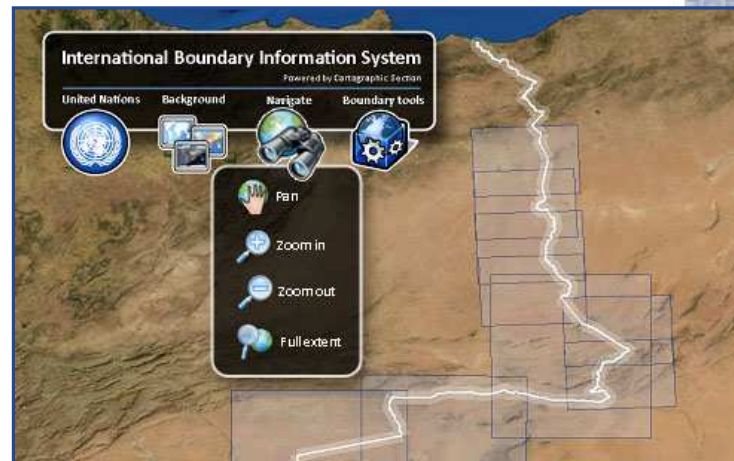 International Boundary Information System
Powered by Cartographic Section
United Nations Background Navigate Boundary tools
Pan
Zoom in
Zoom out
Full extent